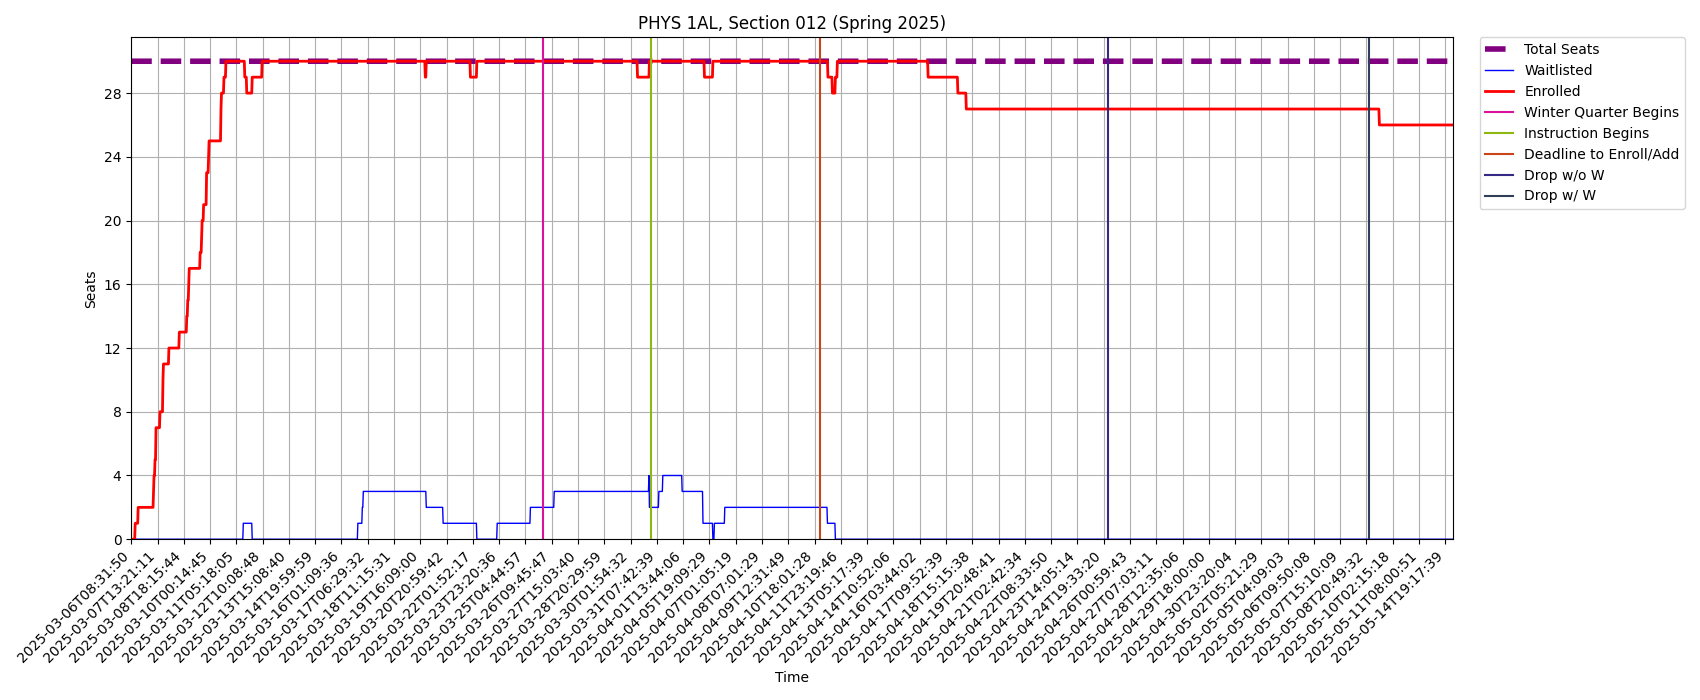 PHYS 1AL, Section 012 (Spring 2025)
Total Seats
Waitlisted
Enrolled
Winter Quarter Begins
Instruction Begins
Deadline to Enroll/Add
Drop w/o W
Drop w/ W
Seats
28
24
20
16
12
8
4
0
2025-03-06T08:31:50
2025-03-07T13:21:11
2025-03-08T18:15:44
2025-03-10T00:14:45
2025-03-11T05:18:05
2025-03-12T10:08:48
2025-03-13T15:08:40
2025-03-14T19:59:59
2025-03-16T01:09:36
2025-03-17T06:29:32
2025-03-18T11:15:31
2025-03-19T16:09:00
2025-03-20T20:59:42
2025-03-22T01:52:17
2025-03-23T23:20:36
2025-03-25T04:44:57
2025-03-26T09:45:47
2025-03-27T15:03:40
2025-03-28T20:29:59
2025-03-30T01:54:32
2025-03-31T07:42:39
2025-04-01T13:44:06
2025-04-05T19:09:29
2025-04-07T01:05:19
2025-04-08T07:01:29
2025-04-09T12:31:49
2025-04-10T18:01:28
2025-04-11T23:19:46
2025-04-13T05:17:39
2025-04-14T10:52:06
2025-04-16T03:44:02
2025-04-17T09:52:39
2025-04-18T15:15:38
2025-04-19T20:48:41
2025-04-21T02:42:34
2025-04-22T08:33:50
2025-04-23T14:05:14
2025-04-24T19:33:20
2025-04-26T00:59:43
2025-04-27T07:03:11
2025-04-28T12:35:06
2025-04-29T18:00:00
2025-04-30T23:20:04
2025-05-02T05:21:29
2025-05-05T04:09:03
2025-05-06T09:50:08
2025-05-07T15:10:09
2025-05-08T20:49:32
2025-05-10T02:15:18
2025-05-11T08:00:51
2025-05-14T19:17:39
Time